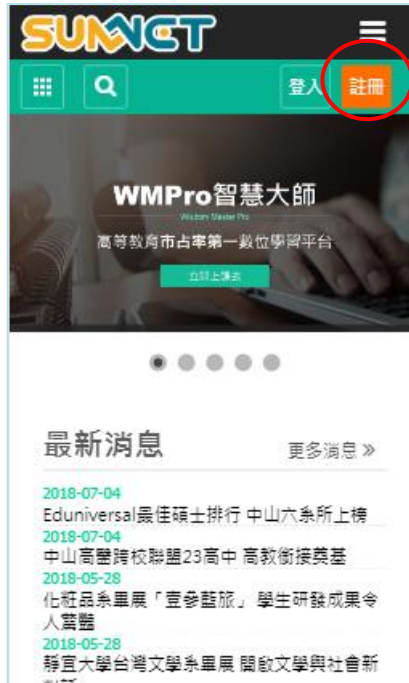 SUNNET
登入 註冊
WMPro智慧大師
Wisdom Master Pro
高等教育市占率第一數位學習平台
立即上課去
最新消息 更多消息 »
2018-07-04
Eduniversal最佳碩士排行 中山六系所上榜
2018-07-04
中山高醫跨校聯盟23高中 高教銜接奠基
2018-05-28
化粧品系畢展「壹參藍旅」 學生研發成果令
人驚豔
2018-05-28
靜宜大學台灣文學系畢展 開啟文學與社會新